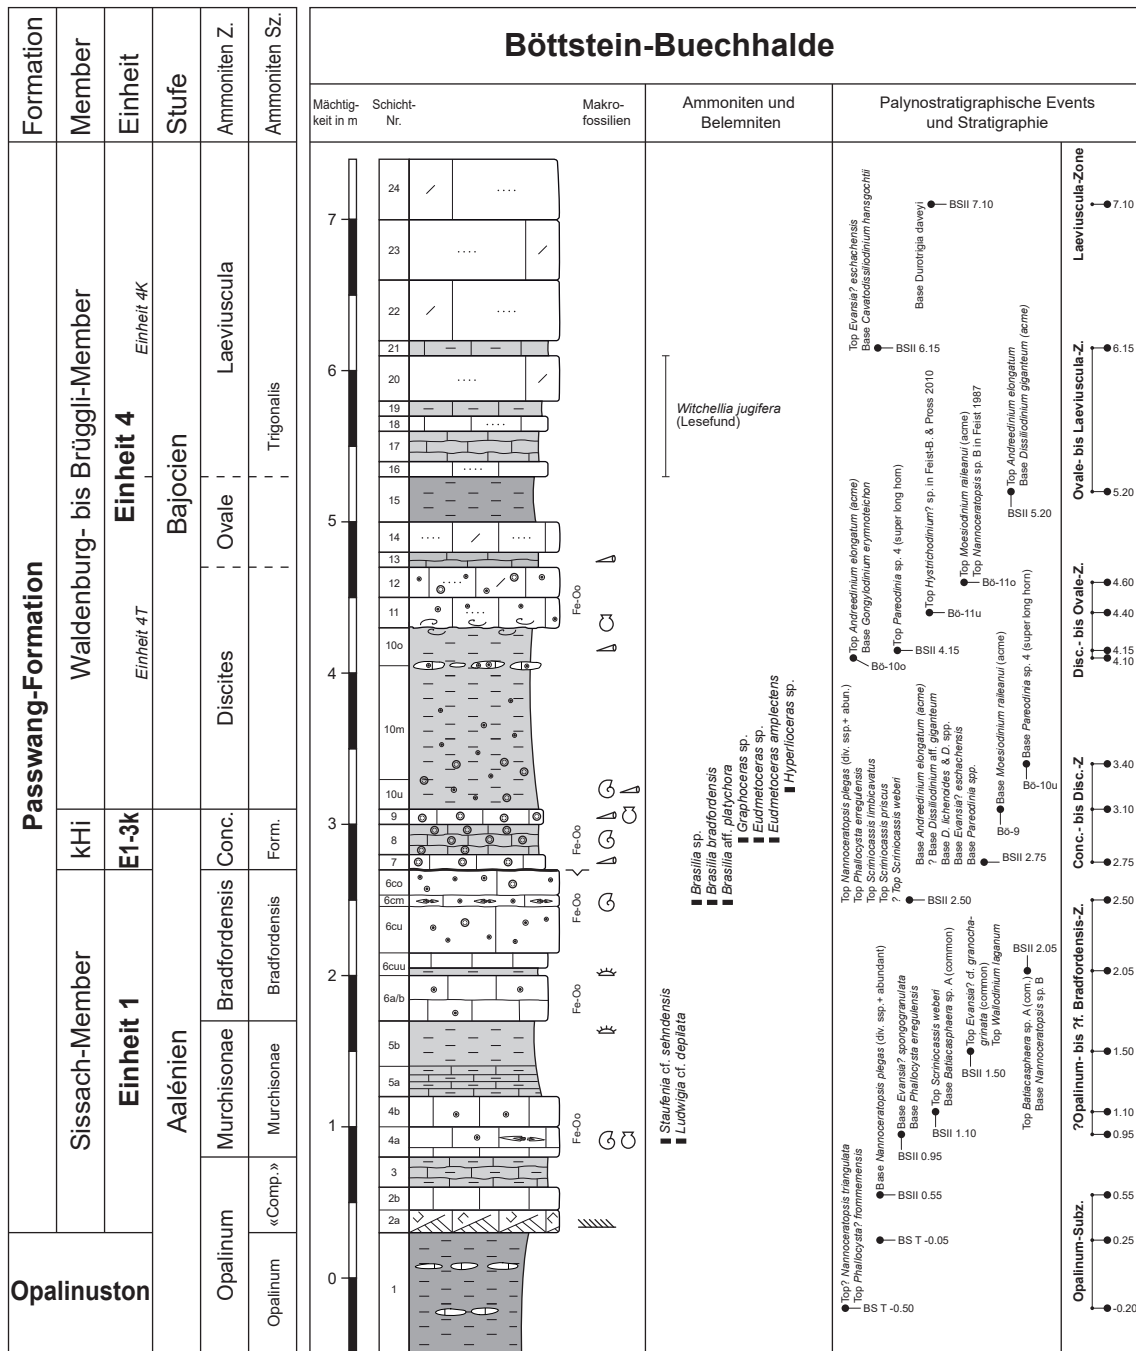 Böttstein-Buechhalde
Formation
Member
Einheit
Stufe
Ammoniten Z.
Ammoniten Sz.
Mächtig-
keit in m
Schicht-
Nr.
Makro-
fossilien
Ammoniten und
Belemniten
Palynostratigraphische Events
und Stratigraphie
Passwang-Formation
Opalinuston
Waldenburg- bis Brüggli-Member
kHi
Sissach-Member
Einheit 4
Einheit 4K
Einheit 4T
E1-3k
Einheit 1
Bajocien
Aalénien
Laeviuscula
Ovale
Discites
Conc.
Bradfordensis
Murchisonae
Opalinum
Trigonalis
Form.
Bradfordensis
Murchisonae
«Comp.»
Opalinum
7
6
5
4
3
2
1
0
24
23
22
21
20
19
18
17
16
15
14
13
12
11
10o
10m
10u
9
8
7
6co
6cm
6cu
6cuu
6a/b
5b
5a
4b
4a
3
2b
2a
1
Fe-Oo
Fe-Oo
Fe-Oo
Fe-Oo
Fe-Oo
Witchellia jugifera
(Lesefund)
Hyperlioceras sp.
Eudmetoceras amplectens
Eudmetoceras sp.
Graphoceras sp.
Brasilia aff. platychora
Brasilia bradfordensis
Brasilia sp.
Staufenia cf. sehndensis
Ludwigia cf. depilata
Top Evansia? eschachensis
Base Cavatodissiliodinium hansgochtii
BSII 6.15
Base Durotrigia daveyi
BSII 7.10
Top Andreedinium elongatum
Base Dissiliodinium giganteum (acme)
BSII 5.20
Top Moesiodinium raileanui (acme)
Top Nannoceratopsis sp. B in Feist 1987
Bö-11o
Top Hystrichodinium? sp. in Feist-B. & Pross 2010
Bö-11u
Top Pareodinia sp. 4 (super long horn)
BSII 4.15
Top Andreedinium elongatum (acme)
Base Gongylodinium erymnoteichon
Bö-10o
Base Pareodinia sp. 4 (super long horn)
Bö-10u
Base Moesiodinium raileanui (acme)
Bö-9
Base Andreedinium elongatum (acme)
? Base Dissiliodinium aff. giganteum
Base D. lichenoides & D. spp.
Base Evansia? eschachensis
Base Pareodinia spp.
BSII 2.75
Top Nannoceratopsis plegas (div. ssp.+ abun.)
Top Phallocysta erregulensis
Top Scriniocassis limbicavatus
Top Scriniocassis priscus
? Top Scriniocassis weberi
BSII 2.50
BSII 2.05
Top Batiacasphaera sp. A (com.)
Base Nannoceratopsis sp. B
Top Evansia? cf. granocha-
grinata (common)
Top Wallodinium laganum
BSII 1.50
Top Scriniocassis weberi
Base Batiacasphaera sp. A (common)
BSII 1.10
Base Evansia? spongogranulata
Base Phallocysta erregulensis
BSII 0.95
Base Nannoceratopsis plegas (div. ssp.+ abundant)
BSII 0.55
BS T -0.05
Top? Nannoceratopsis triangulata
Top Phallocysta? frommernensis
BS T -0.50
Laeviuscula-Zone
Ovale- bis Laeviuscula-Z.
Disc.- bis Ovale-Z.
Conc.- bis Disc.-Z
?Opalinum- bis ?f. Bradfordensis-Z.
Opalinum-Subz.
7.10
6.15
5.20
4.60
4.40
4.15
4.10
3.40
3.10
2.75
2.50
2.05
1.50
1.10
0.95
0.55
0.25
-0.20